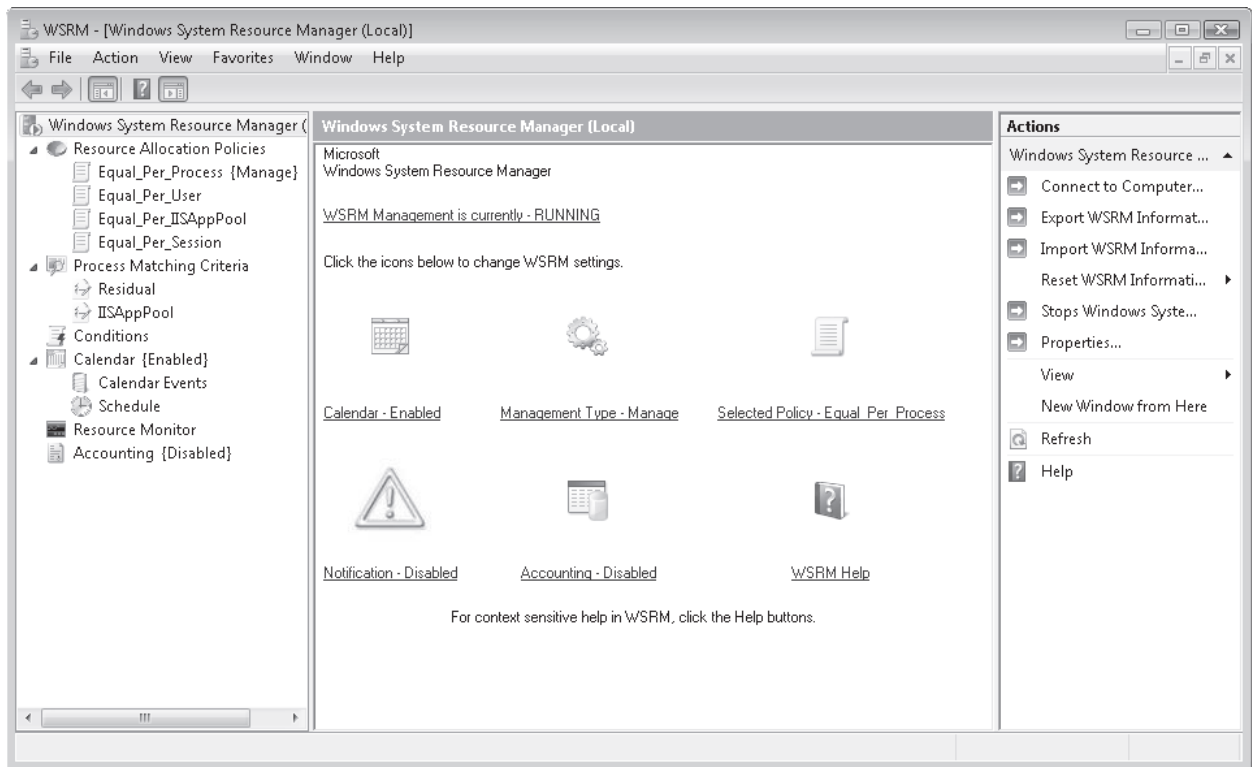 WSRM - [Windows System Resource Manager (Local)]
File Action View Favorites Window Help
Windows System Resource Manager (
Resource Allocation Policies
Equal_Per_Process {Manage}
Equal_Per_User
Equal_Per_IISAppPool
Equal_Per_Session
Process Matching Criteria
Residual
IISAppPool
Conditions
Calendar {Enabled}
Calendar Events
Schedule
Resource Monitor
Accounting {Disabled}
Windows System Resource Manager (Local)
Microsoft
Windows System Resource Manager
WSRM Management is currently - RUNNING
Click the icons below to change WSRM settings.
Calendar - Enabled
Management Type - Manage
Selected Policy - Equal_Per_Process
Notification - Disabled
Accounting - Disabled
WSRM Help
For context sensitive help in WSRM, click the Help buttons.
Actions
Windows System Resource ...
Connect to Computer...
Export WSRM Informat...
Import WSRM Informa...
Reset WSRM Informati...
Stops Windows Syste...
Properties...
View
New Window from Here
Refresh
Help